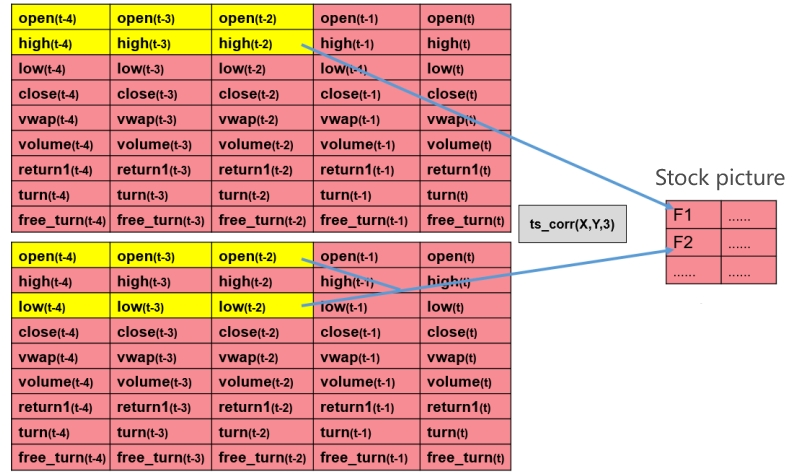 open(t-4) open(t-3) open(t-2) open(t-1) open(t)
high(t-4) high(t-3) high(t-2) high(t-1) high(t)
low(t-4) low(t-3) low(t-2) low(t-1) low(t)
close(t-4) close(t-3) close(t-2) close(t-1) close(t)
vwap(t-4) vwap(t-3) vwap(t-2) vwap(t-1) vwap(t)
volume(t-4) volume(t-3) volume(t-2) volume(t-1) volume(t)
return1(t-4) return1(t-3) return1(t-2) return1(t-1) return1(t)
turn(t-4) turn(t-3) turn(t-2) turn(t-1) turn(t)
free_turn(t-4) free_turn(t-3) free_turn(t-2) free_turn(t-1) free_turn(t)
ts_corr(X,Y,3)
Stock picture
F1 ......
F2 ......
...... ......
open(t-4) open(t-3) open(t-2) open(t-1) open(t)
high(t-4) high(t-3) high(t-2) high(t-1) high(t)
low(t-4) low(t-3) low(t-2) low(t-1) low(t)
close(t-4) close(t-3) close(t-2) close(t-1) close(t)
vwap(t-4) vwap(t-3) vwap(t-2) vwap(t-1) vwap(t)
volume(t-4) volume(t-3) volume(t-2) volume(t-1) volume(t)
return1(t-4) return1(t-3) return1(t-2) return1(t-1) return1(t)
turn(t-4) turn(t-3) turn(t-2) turn(t-1) turn(t)
free_turn(t-4) free_turn(t-3) free_turn(t-2) free_turn(t-1) free_turn(t)